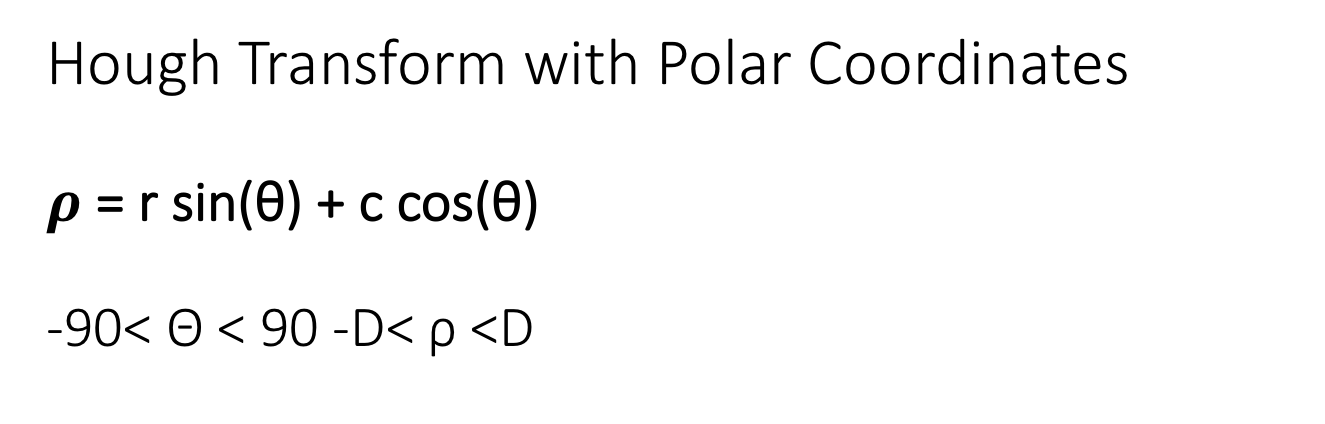 Hough Transform with Polar Coordinates
ρ = r sin(θ) + c cos(θ)
-90< Θ < 90 -D< ρ <D